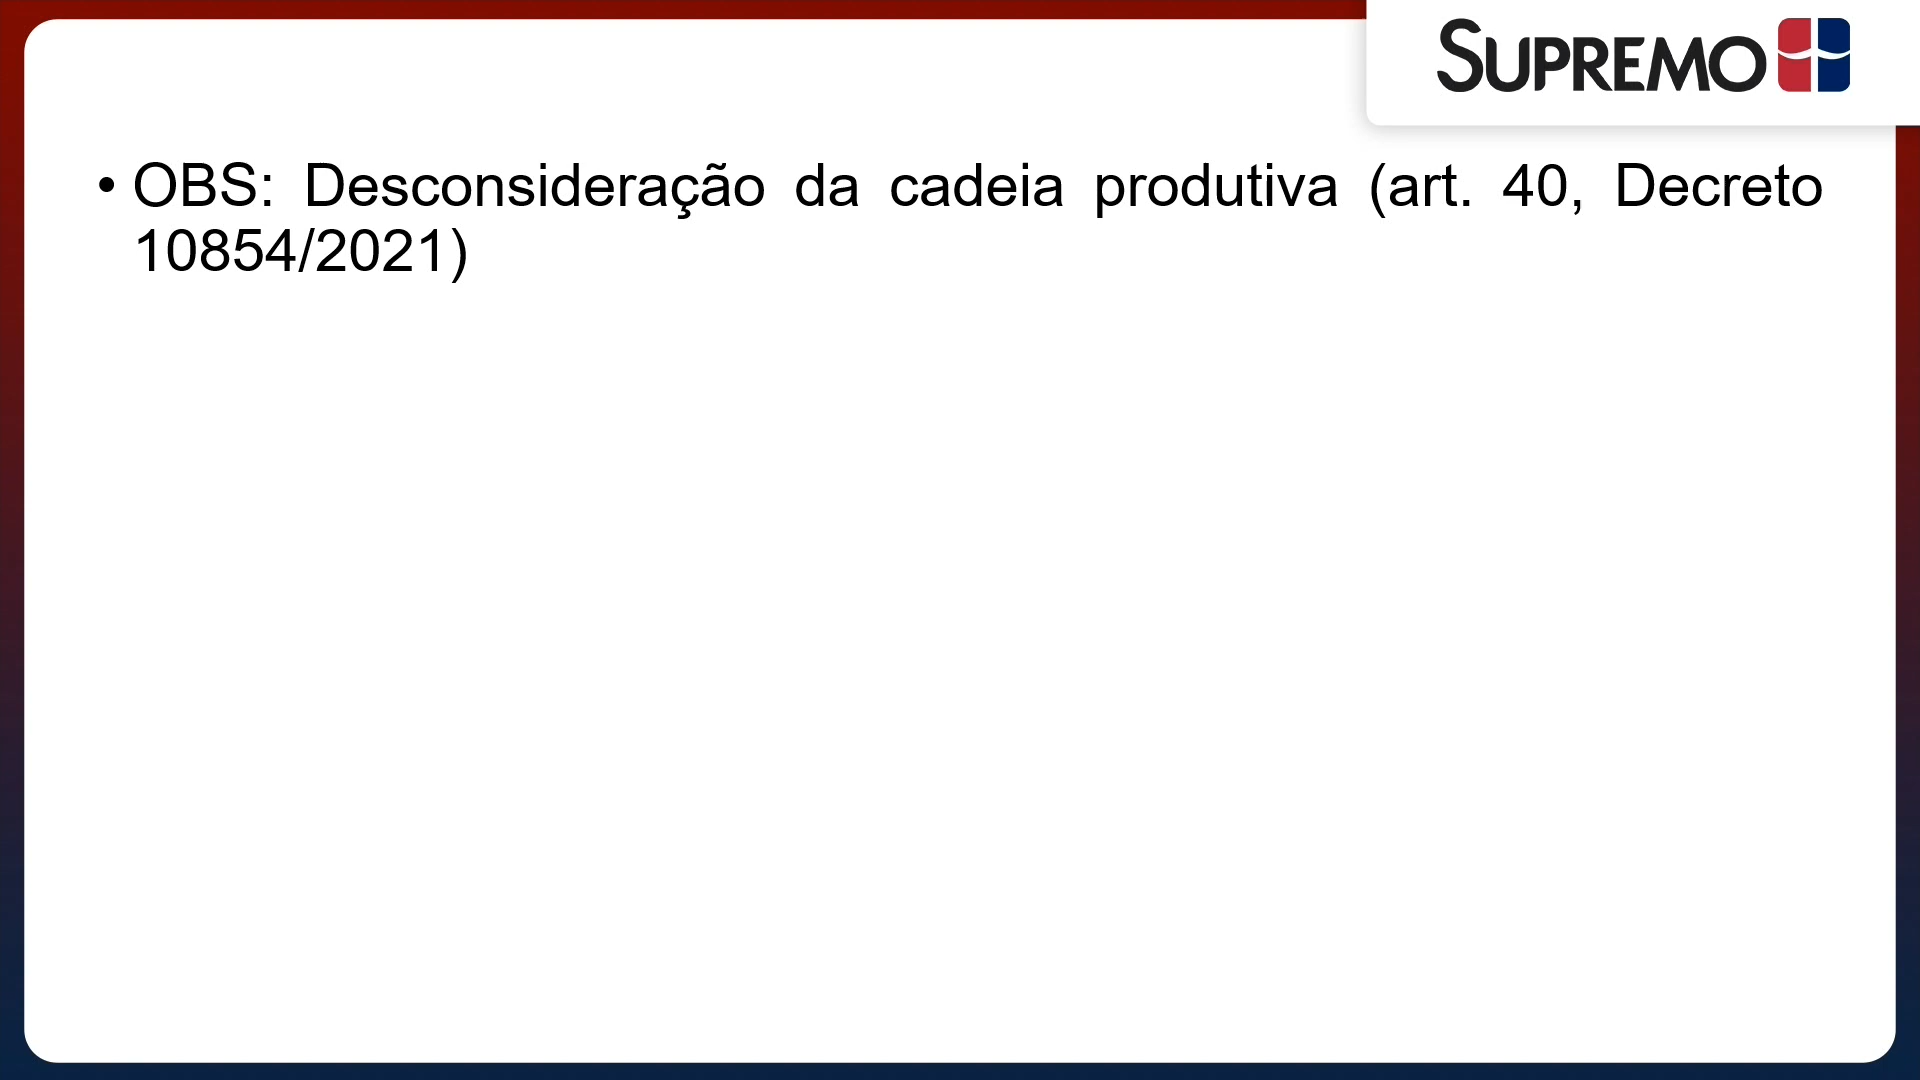 SUPREMO
• OBS: Desconsideração da cadeia produtiva (art. 40, Decreto
10854/2021)